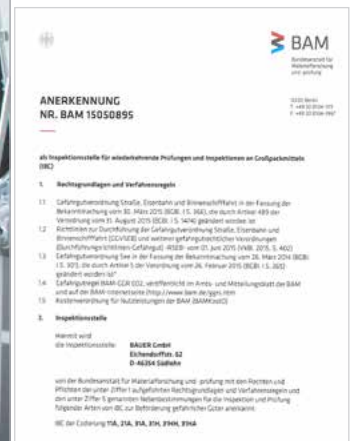 BAM
Bundesanstalt für
Materialforschung
und -prüfung
ANERKENNUNG
NR. BAM 15050895
12205 Berlin
als Inspektionsstelle für wiederkehrende Prüfungen und Inspektionen an Großpackmitteln
(IBC)
1. Rechtsgrundlagen und Verfahrensregeln
1.1 Gefahrgutverordnung Straße, Eisenbahn und Binnenschifffahrt in der Fassung der
Bekanntmachung vom 30. März 2015 (BGBl. I S. 366), die durch Artikel 489 der
Verordnung vom 31. August 2015 (BGBl. I S. 1474) geändert worden ist
1.2 Richtlinien zur Durchführung der Gefahrgutverordnung Straße, Eisenbahn und
Binnenschifffahrt (GGVSEB) und weiterer gefahrgutrechtlicher Verordnungen
(Durchführungsrichtlinien-Gefahrgut) -RSEB- vom 01. Juni 2015 (VkBl. 2015, S. 402)
1.3 Gefahrgutverordnung See in der Fassung der Bekanntmachung vom 26. März 2014 (BGBl.
I S. 301), die durch Artikel 5 der Verordnung vom 26. Februar 2015 (BGBl. I S. 265)
geändert worden ist"
1.4 Gefahrgutregel BAM-GGR 002, veröffentlicht im Amts- und Mitteilungsblatt der BAM
und auf der BAM-Internetseite
1.5 Kostenverordnung für Nutzleistungen der BAM (BAMKostO)
2. Inspektionsstelle
Hiermit wird
die Inspektionsstelle: BAUER GmbH
Eichendorffstr. 62
D-46354 Südlohn
von der Bundesanstalt für Materialforschung und -prüfung mit den Rechten und
Pflichten der unter Ziffer 1 aufgeführten Rechtsgrundlagen und Verfahrensregeln und
den unter Ziffer 5 genannten Nebenbestimmungen für die Inspektion und Prüfung
folgender Arten von IBC zur Beförderung gefährlicher Güter anerkannt.
IBC der Codierung 11A, 21A, 31A, 31H, 31HH, 31HA